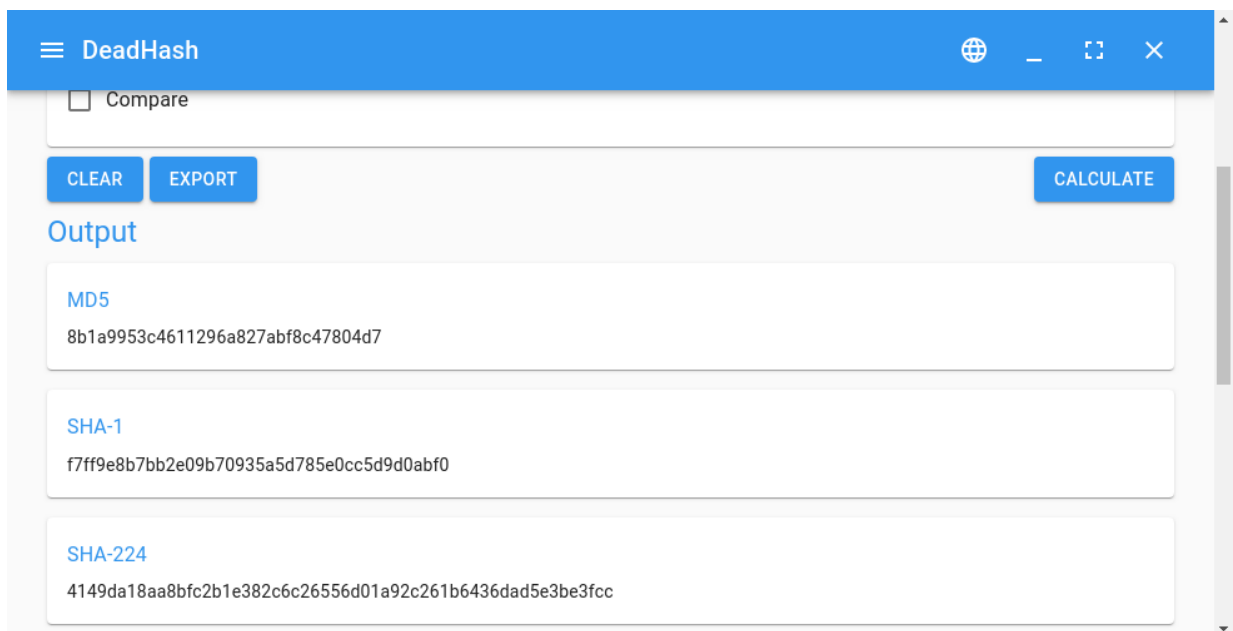 DeadHash
Compare
CLEAR EXPORT CALCULATE
Output
MD5
8b1a9953c4611296a827abf8c47804d7
SHA-1
f7ff9e8b7bb2e09b70935a5d785e0cc5d9d0abf0
SHA-224
4149da18aa8bfc2b1e382c6c26556d01a92c261b6436dad5e3be3fcc